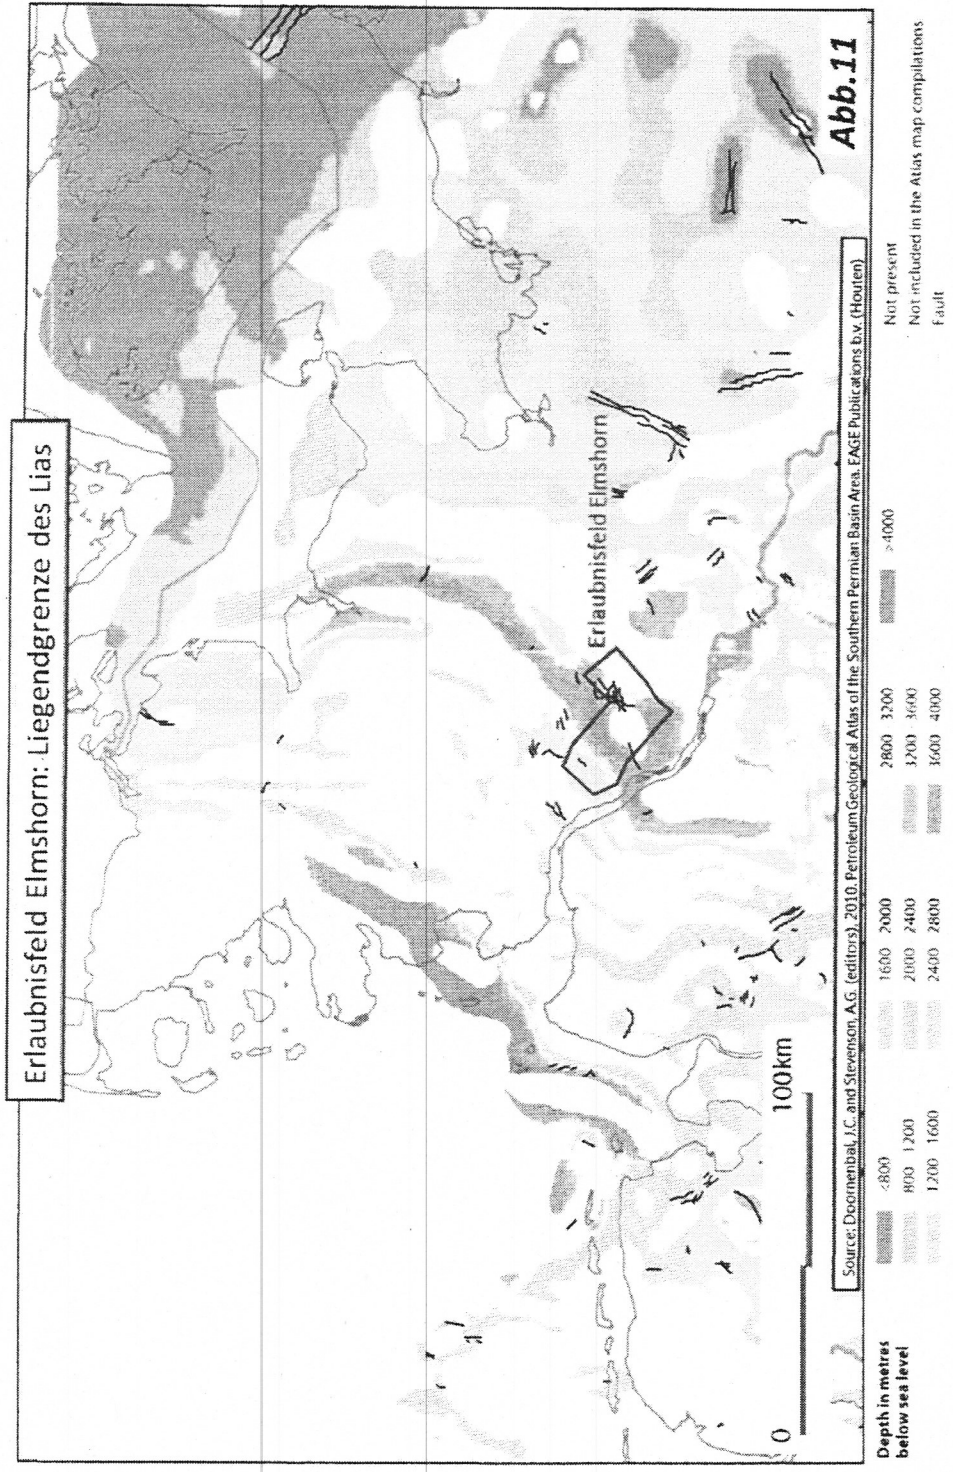 Erlaubnisfeld Elmshorn: Liegendgrenze des Lias
Erlaubnisfeld Elmshorn
Abb.11
0
100km
Source: Doornenbal, J.C. and Stevenson, A.G. (editors), 2010. Petroleum Geological Atlas of the Southern Permian Basin Area. EAGE Publications b.v. (Houten)
Depth in metres
below sea level
<800
800 1200
1200 1600
1600 2000
2000 2400
2400 2800
2800 3200
3200 3600
3600 4000
>4000
Not present
Not included in the Atlas map compilations
Fault